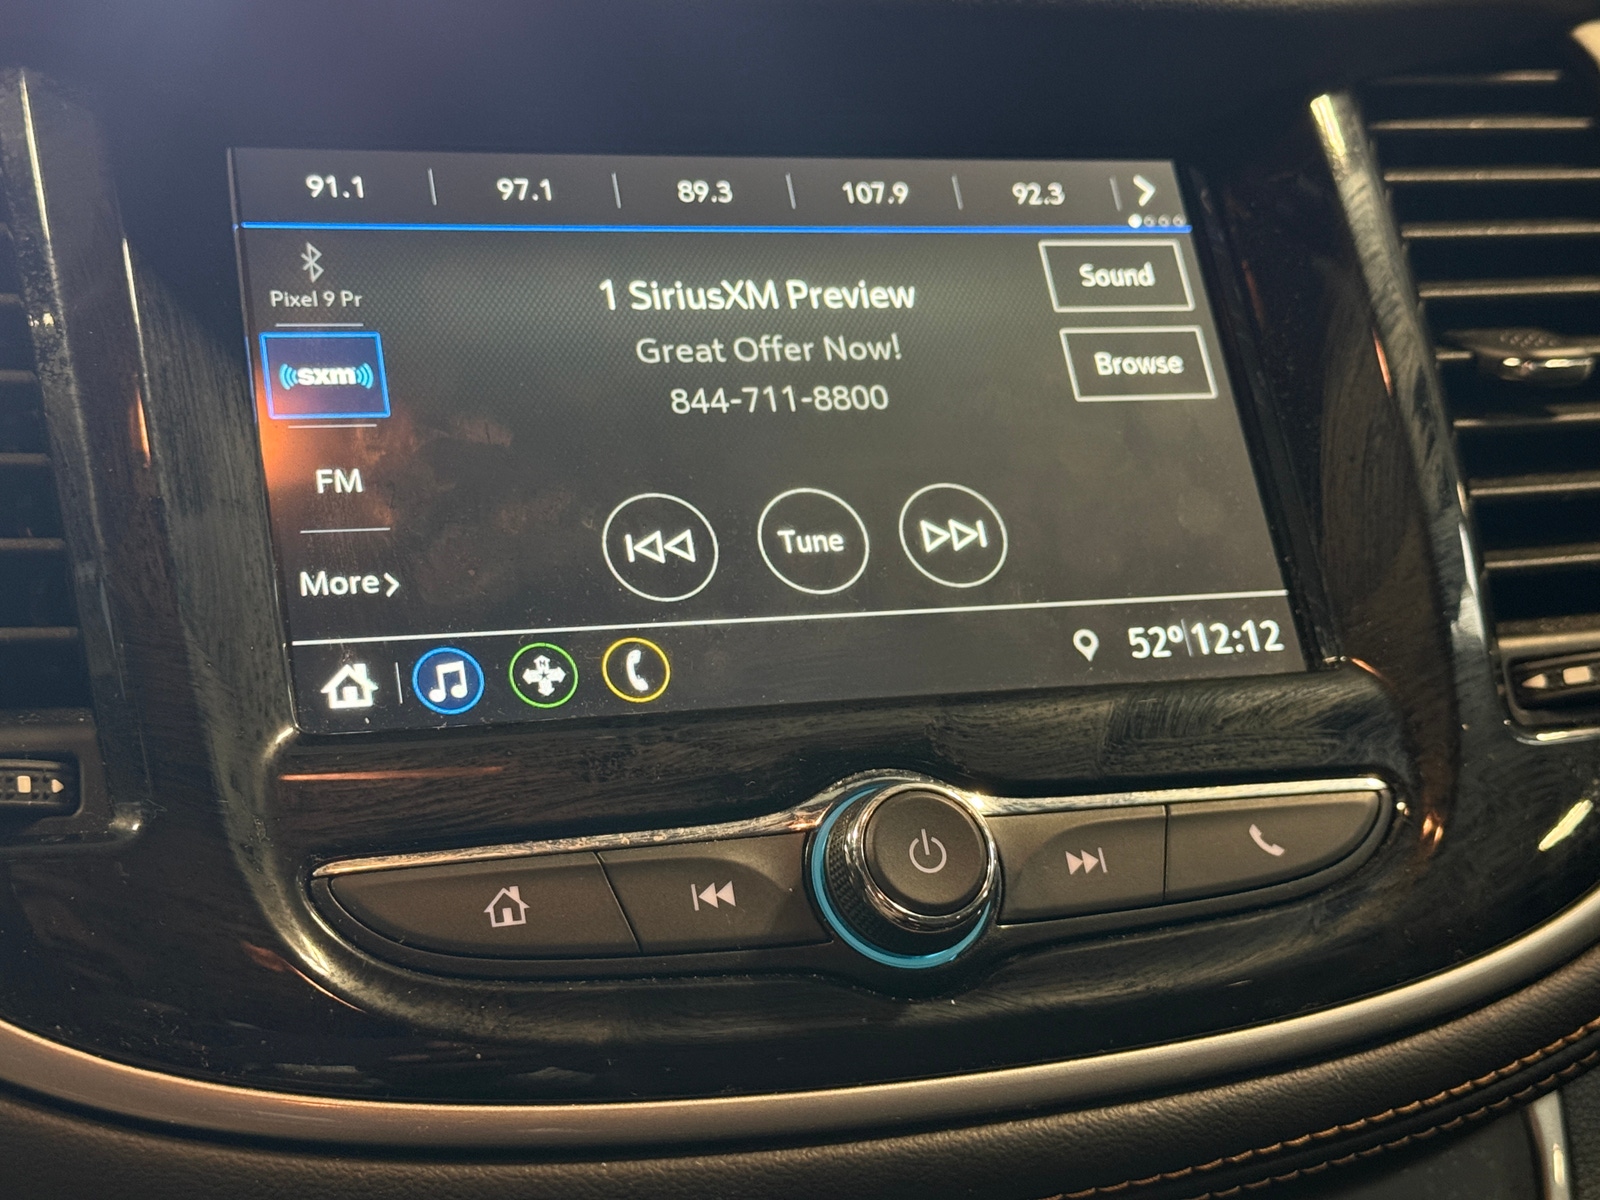 91.1 | 97.1 | 89.3 | 107.9 | 92.3
Pixel 9 Pr
1 SiriusXM Preview
Sound
Great Offer Now!
Browse
sxm
844-711-8800
FM
Tune
More
52° 12:12